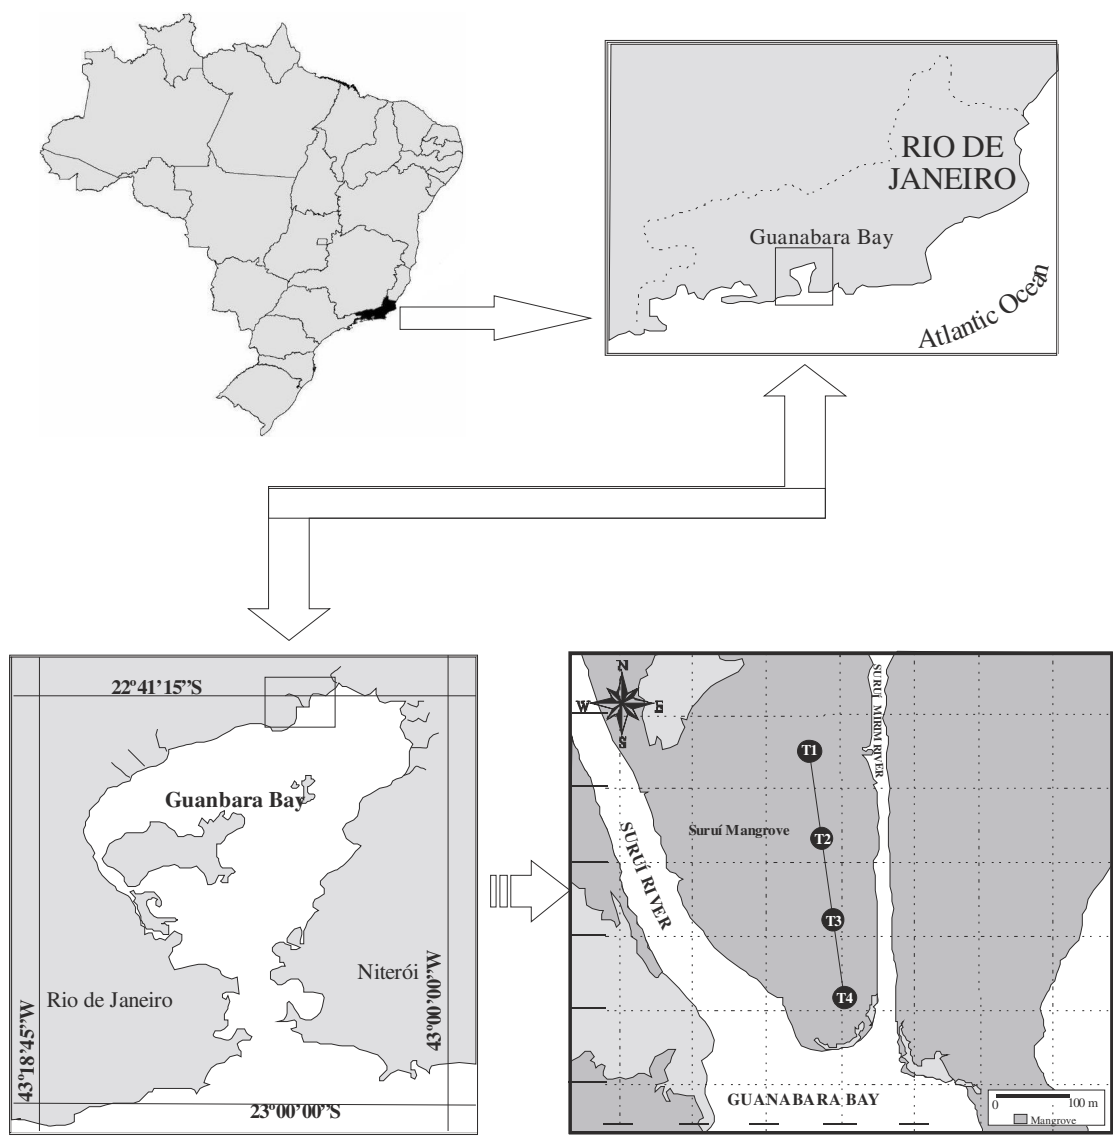 RIO DE
JANEIRO
Guanabara Bay
Atlantic Ocean
22º41’15”S
Guanbara Bay
Niterói
Rio de Janeiro
43º18’45”W
43º00’00”W
23º00’00”S
N
W
E
S
SURUÍ MIRIM RIVER
T1
Suruí Mangrove
T2
SURUÍ RIVER
T3
T4
GUANABARA BAY
0
100 m
Mangrove